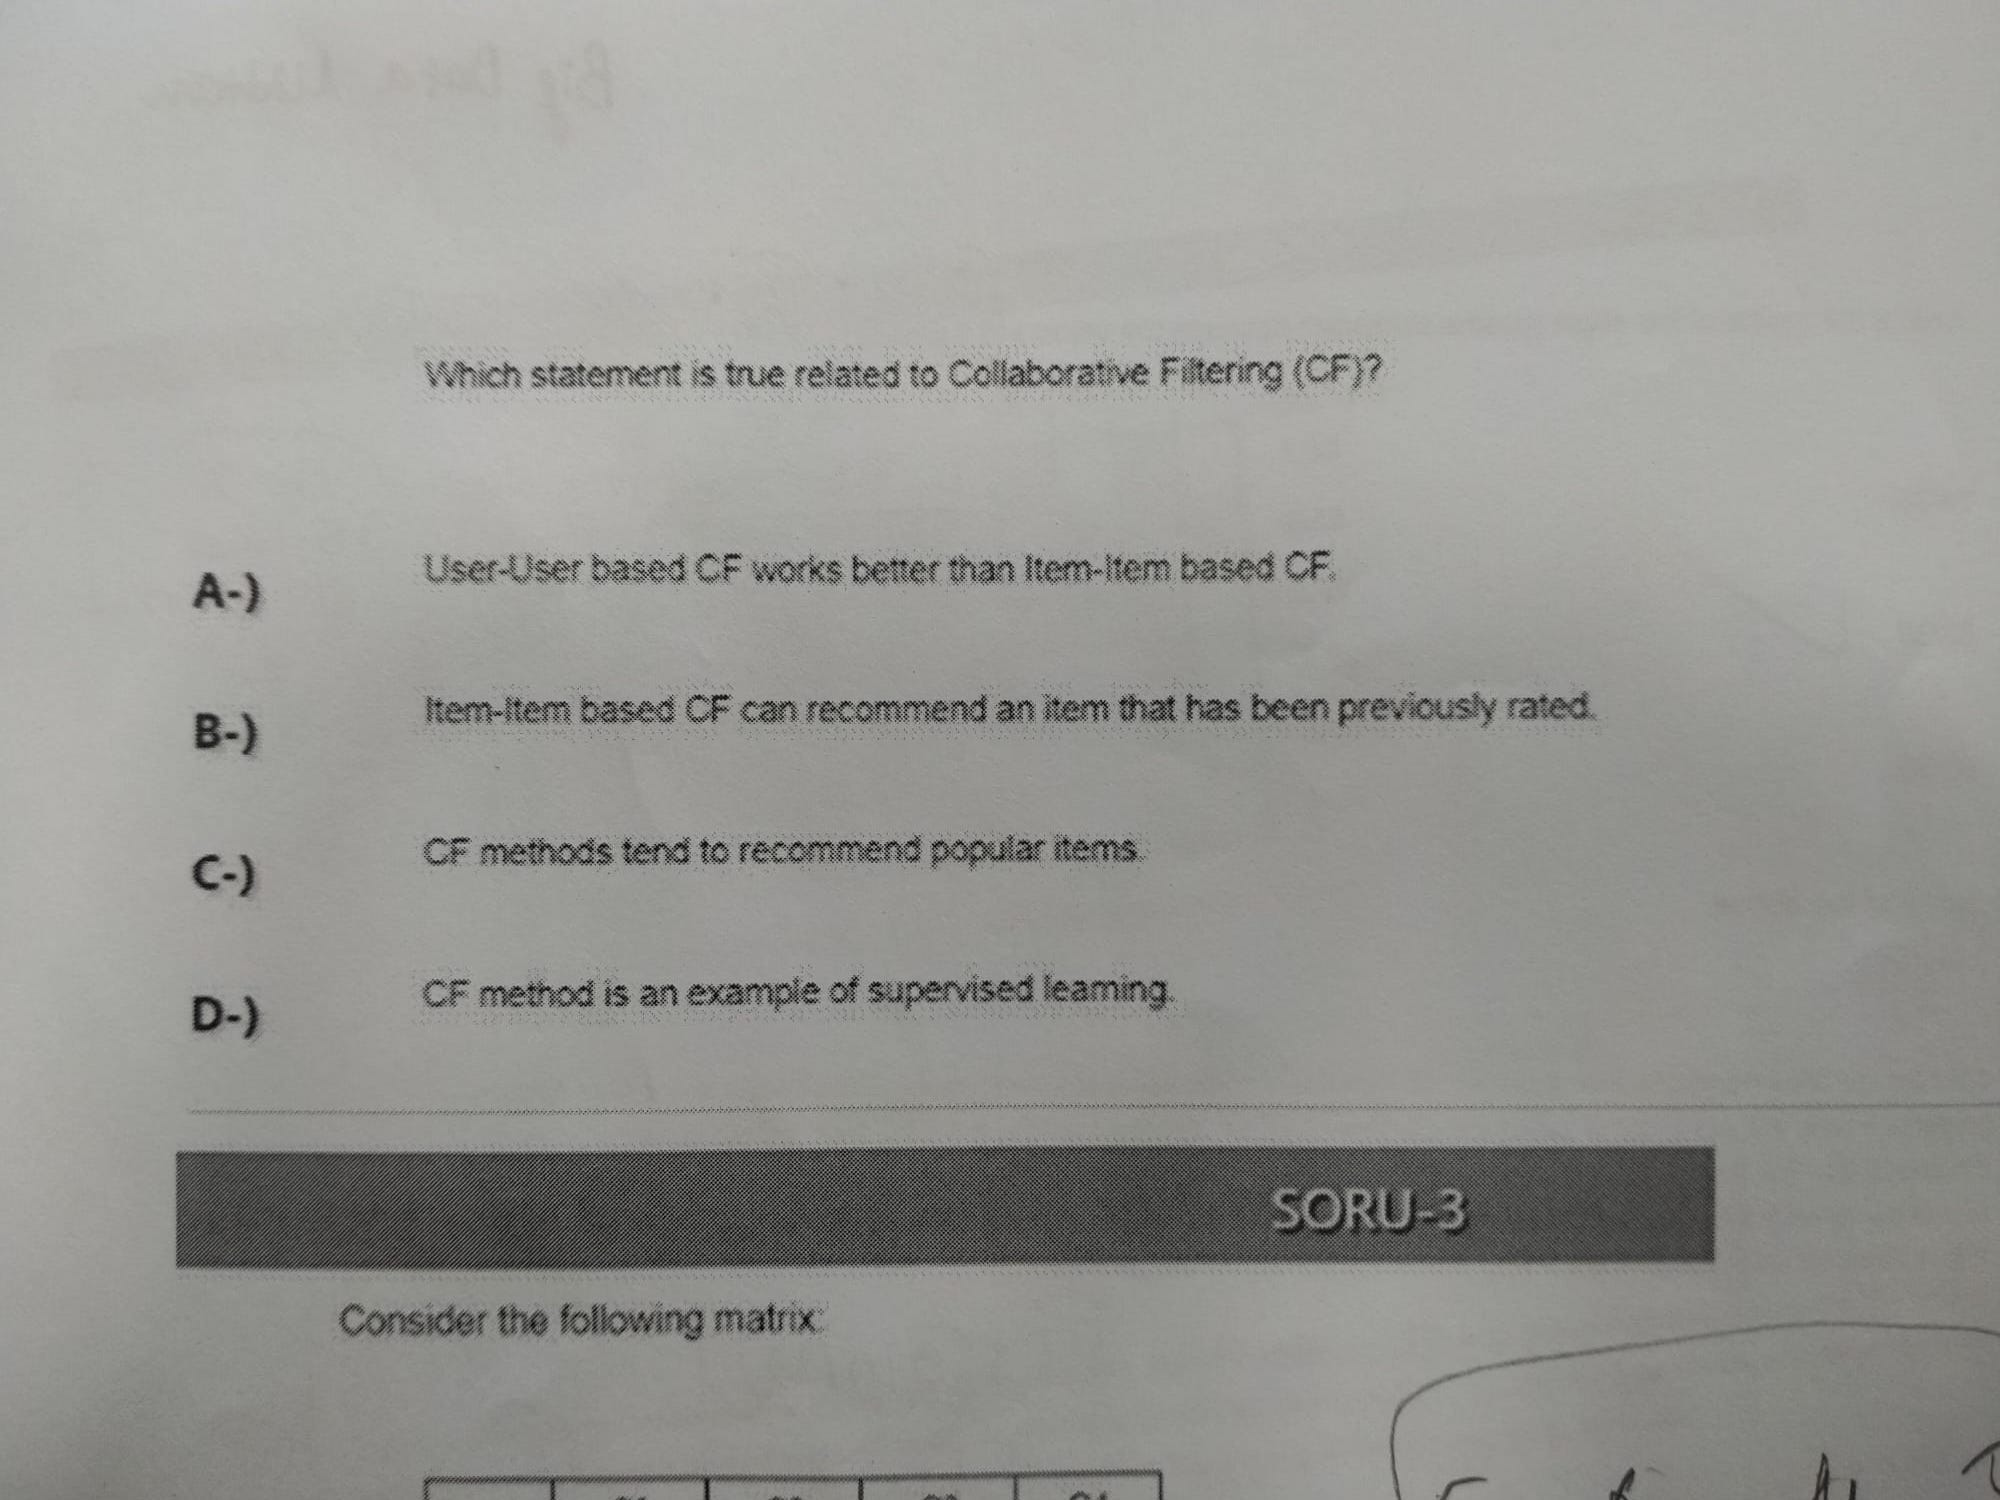 Which statement is true related to Collaborative Filtering (CF)?
A-) User-User based CF works better than Item-Item based CF.
B-) Item-Item based CF can recommend an item that has been previously rated.
C-) CF methods tend to recommend popular items.
D-) CF method is an example of supervised learning.
SORU-3
Consider the following matrix: